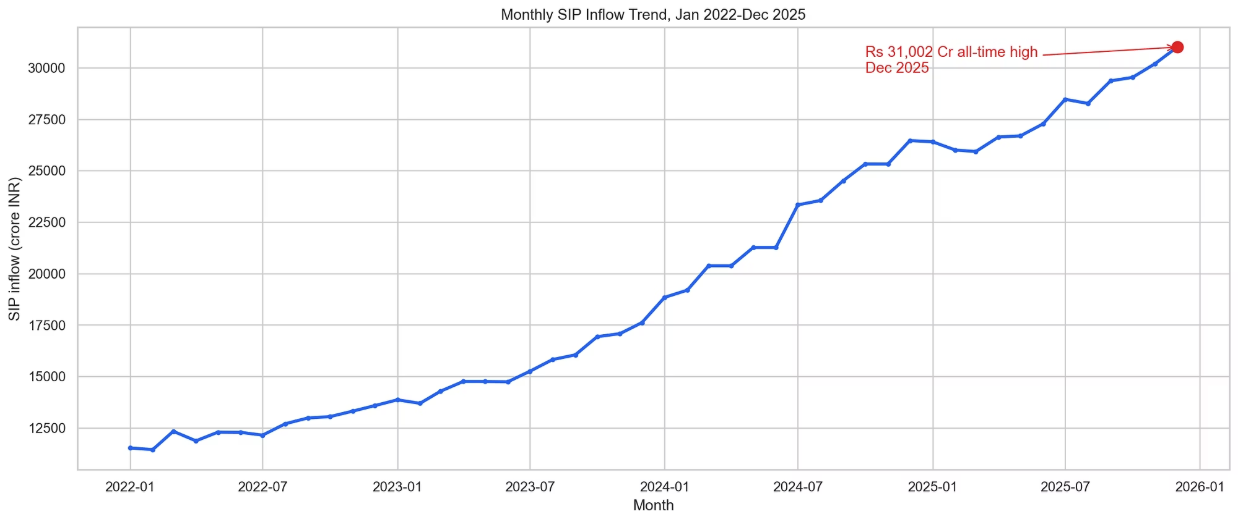 Monthly SIP Inflow Trend, Jan 2022-Dec 2025
Rs 31,002 Cr all-time high
Dec 2025
SIP inflow (crore INR)
30000
27500
25000
22500
20000
17500
15000
12500
2022-01 2022-07 2023-01 2023-07 2024-01 2024-07 2025-01 2025-07 2026-01
Month